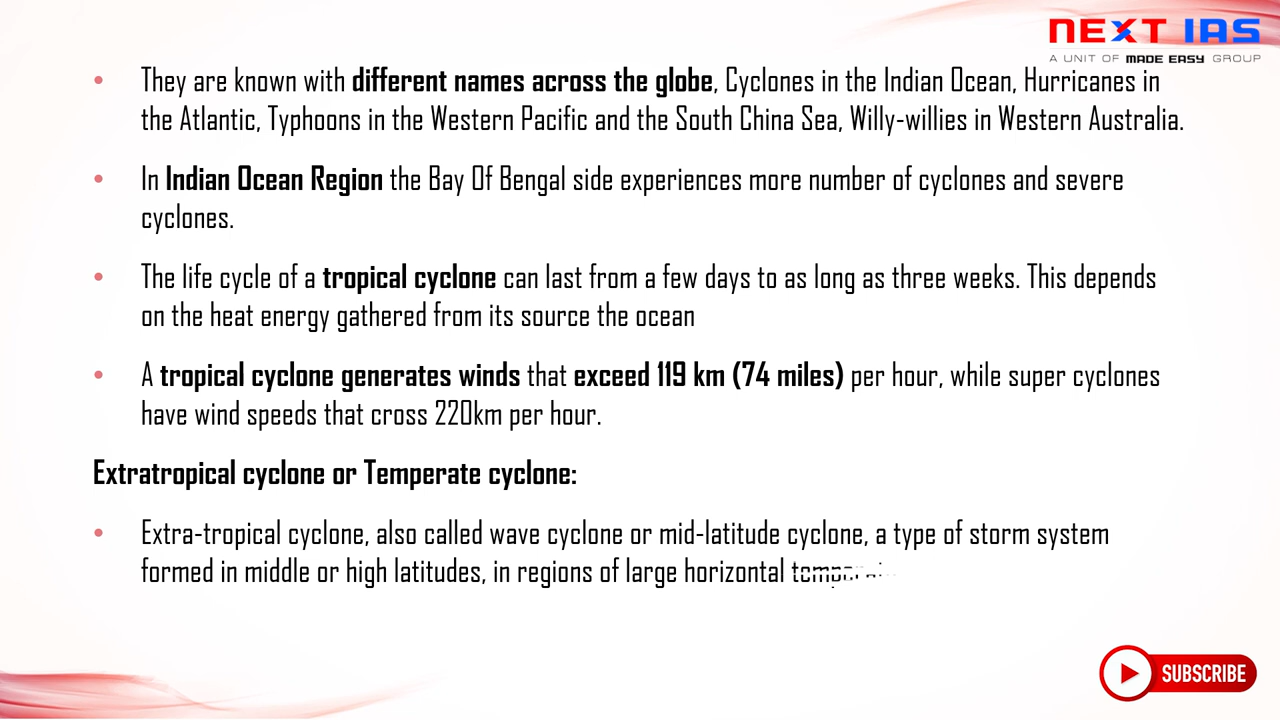 NEXT IAS
A UNIT OF MADE EASY GROUP
• They are known with different names across the globe, Cyclones in the Indian Ocean, Hurricanes in
the Atlantic, Typhoons in the Western Pacific and the South China Sea, Willy-willies in Western Australia.
• In Indian Ocean Region the Bay Of Bengal side experiences more number of cyclones and severe
cyclones.
• The life cycle of a tropical cyclone can last from a few days to as long as three weeks. This depends
on the heat energy gathered from its source the ocean
• A tropical cyclone generates winds that exceed 119 km (74 miles) per hour, while super cyclones
have wind speeds that cross 220km per hour.
Extratropical cyclone or Temperate cyclone:
• Extra-tropical cyclone, also called wave cyclone or mid-latitude cyclone, a type of storm system
formed in middle or high latitudes, in regions of large horizontal
SUBSCRIBE